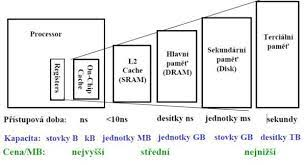 Processor
Registers
On-Chip
Cache
L2
Cache
(SRAM)
Hlavní
paměť
(DRAM)
Sekundární
paměť
(Disk)
Terciální
paměť
Přístupová doba: ns <10ns desítky ns jednotky ms sekundy
Kapacita: stovky B kB jednotky MB jednotky GB stovky GB desítky TB
Cena/MB: nejvyšší střední nejnižší